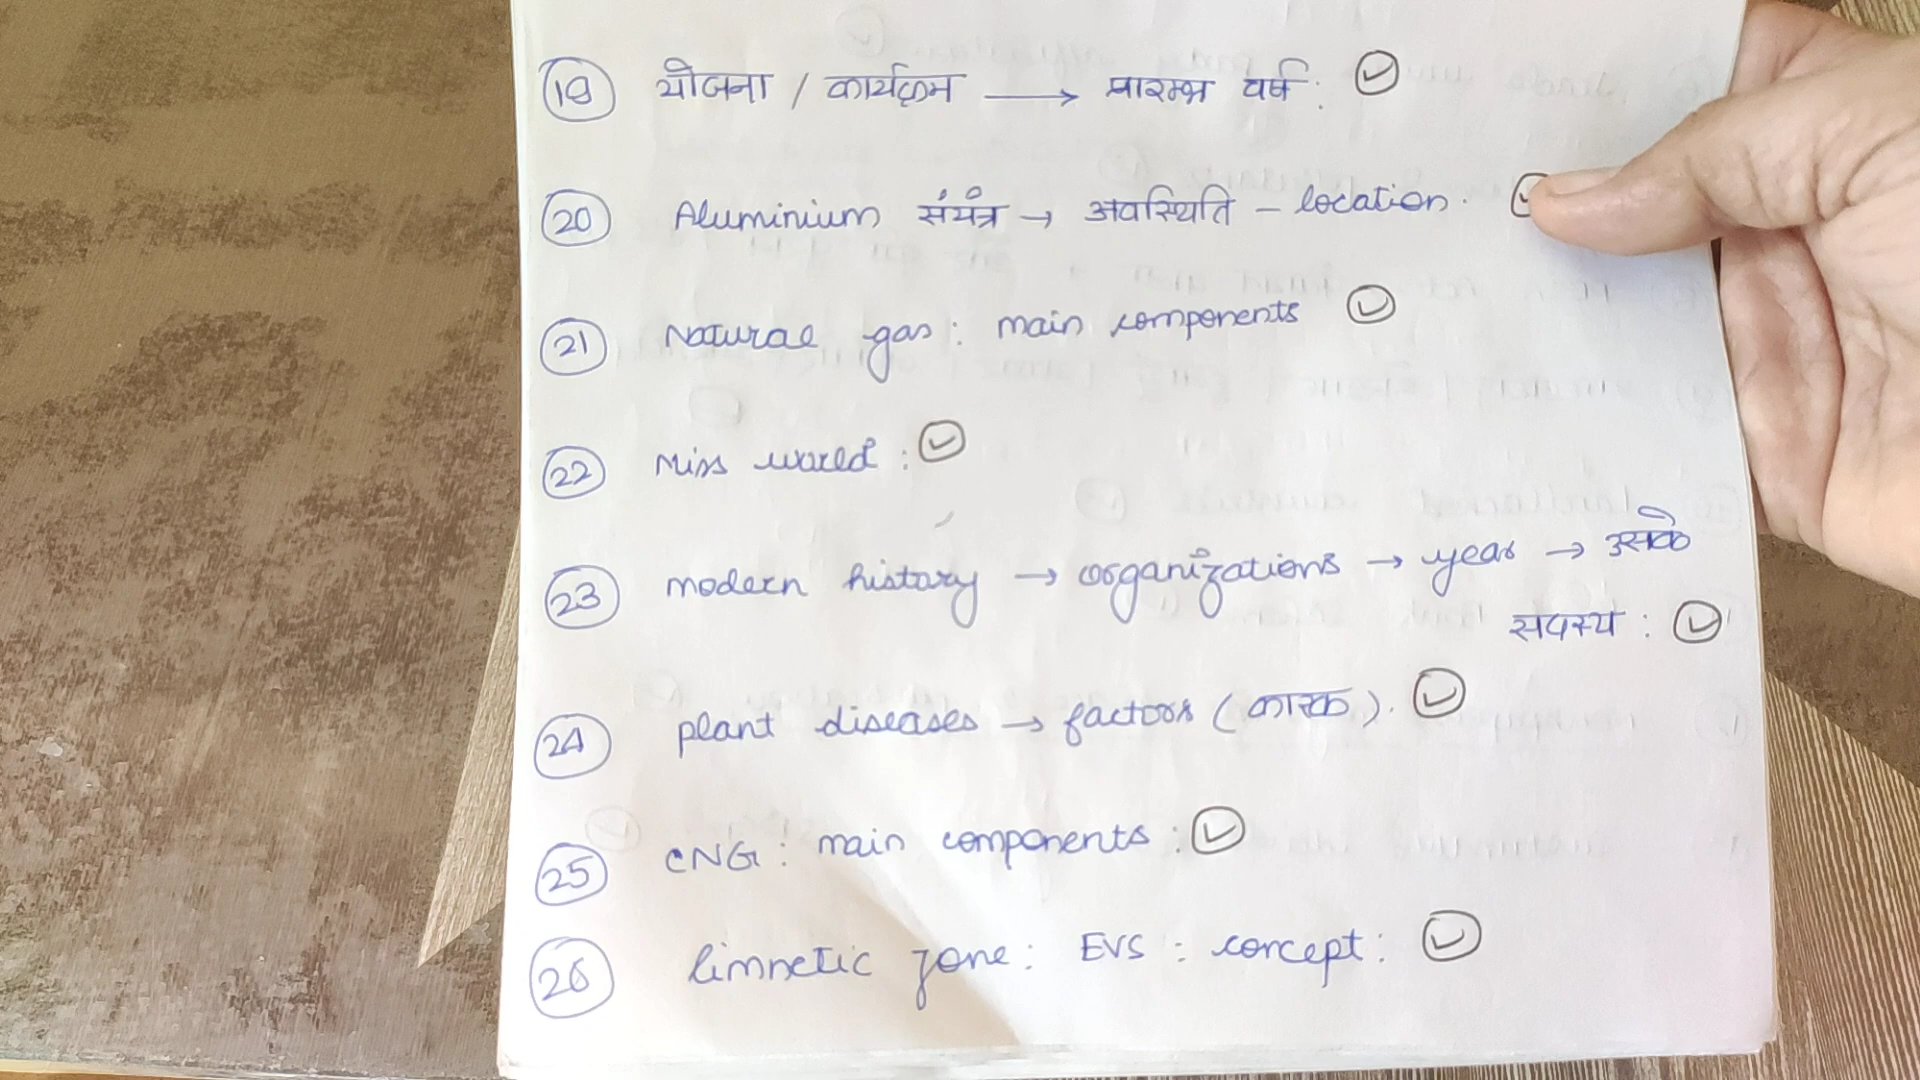 19 योजना / कार्यक्रम → प्रारम्भ वर्ष :
20 Aluminium संयंत्र → अवस्थिति - location.
21 Natural gas : main components
22 Miss world :
23 modern history → organizations → year → उसके
सदस्य :
24 plant diseases → factors (कारक).
25 CNG : main components :
26 limnetic zone : EVS : concept :